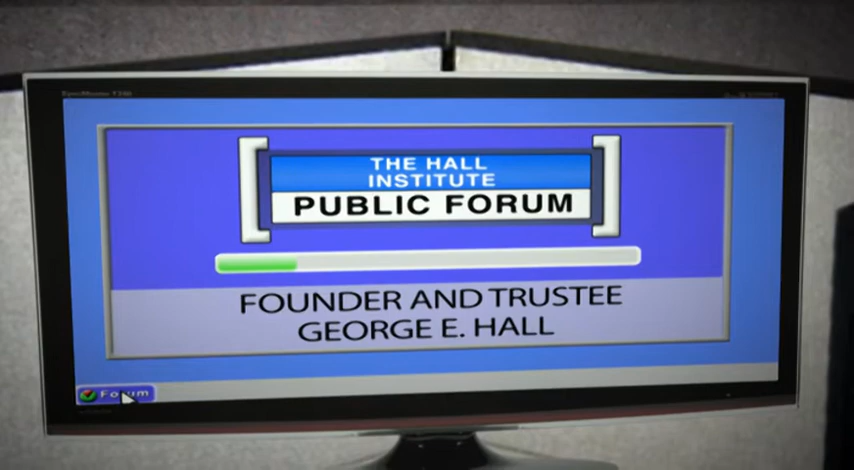 THE HALL
INSTITUTE
PUBLIC FORUM
FOUNDER AND TRUSTEE
GEORGE E. HALL
Forum